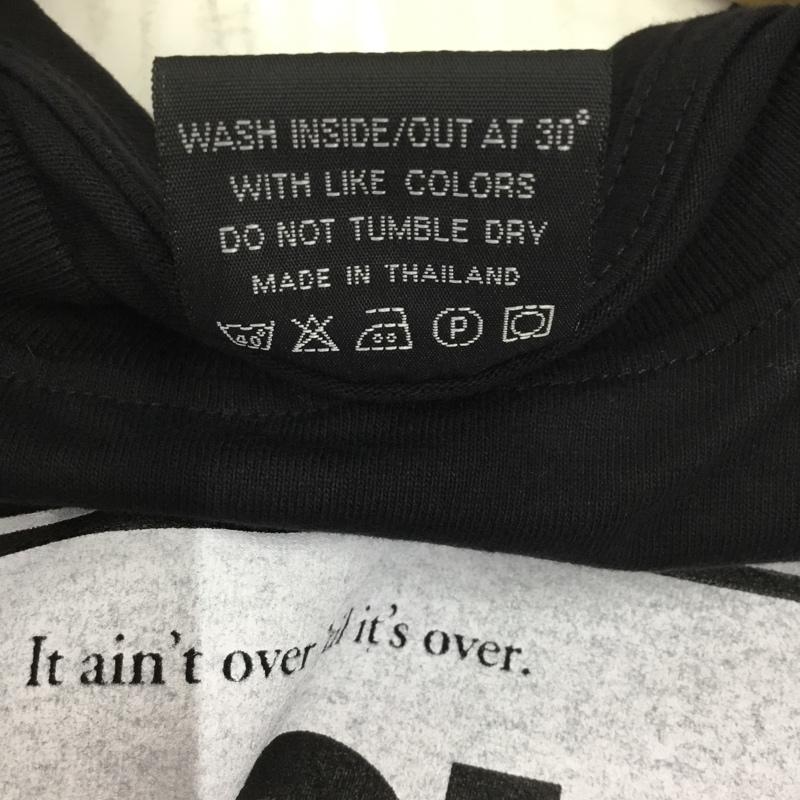 WASH INSIDE/OUT AT 30°
WITH LIKE COLORS
DO NOT TUMBLE DRY
MADE IN THAILAND
40° P
It ain't over it's over.